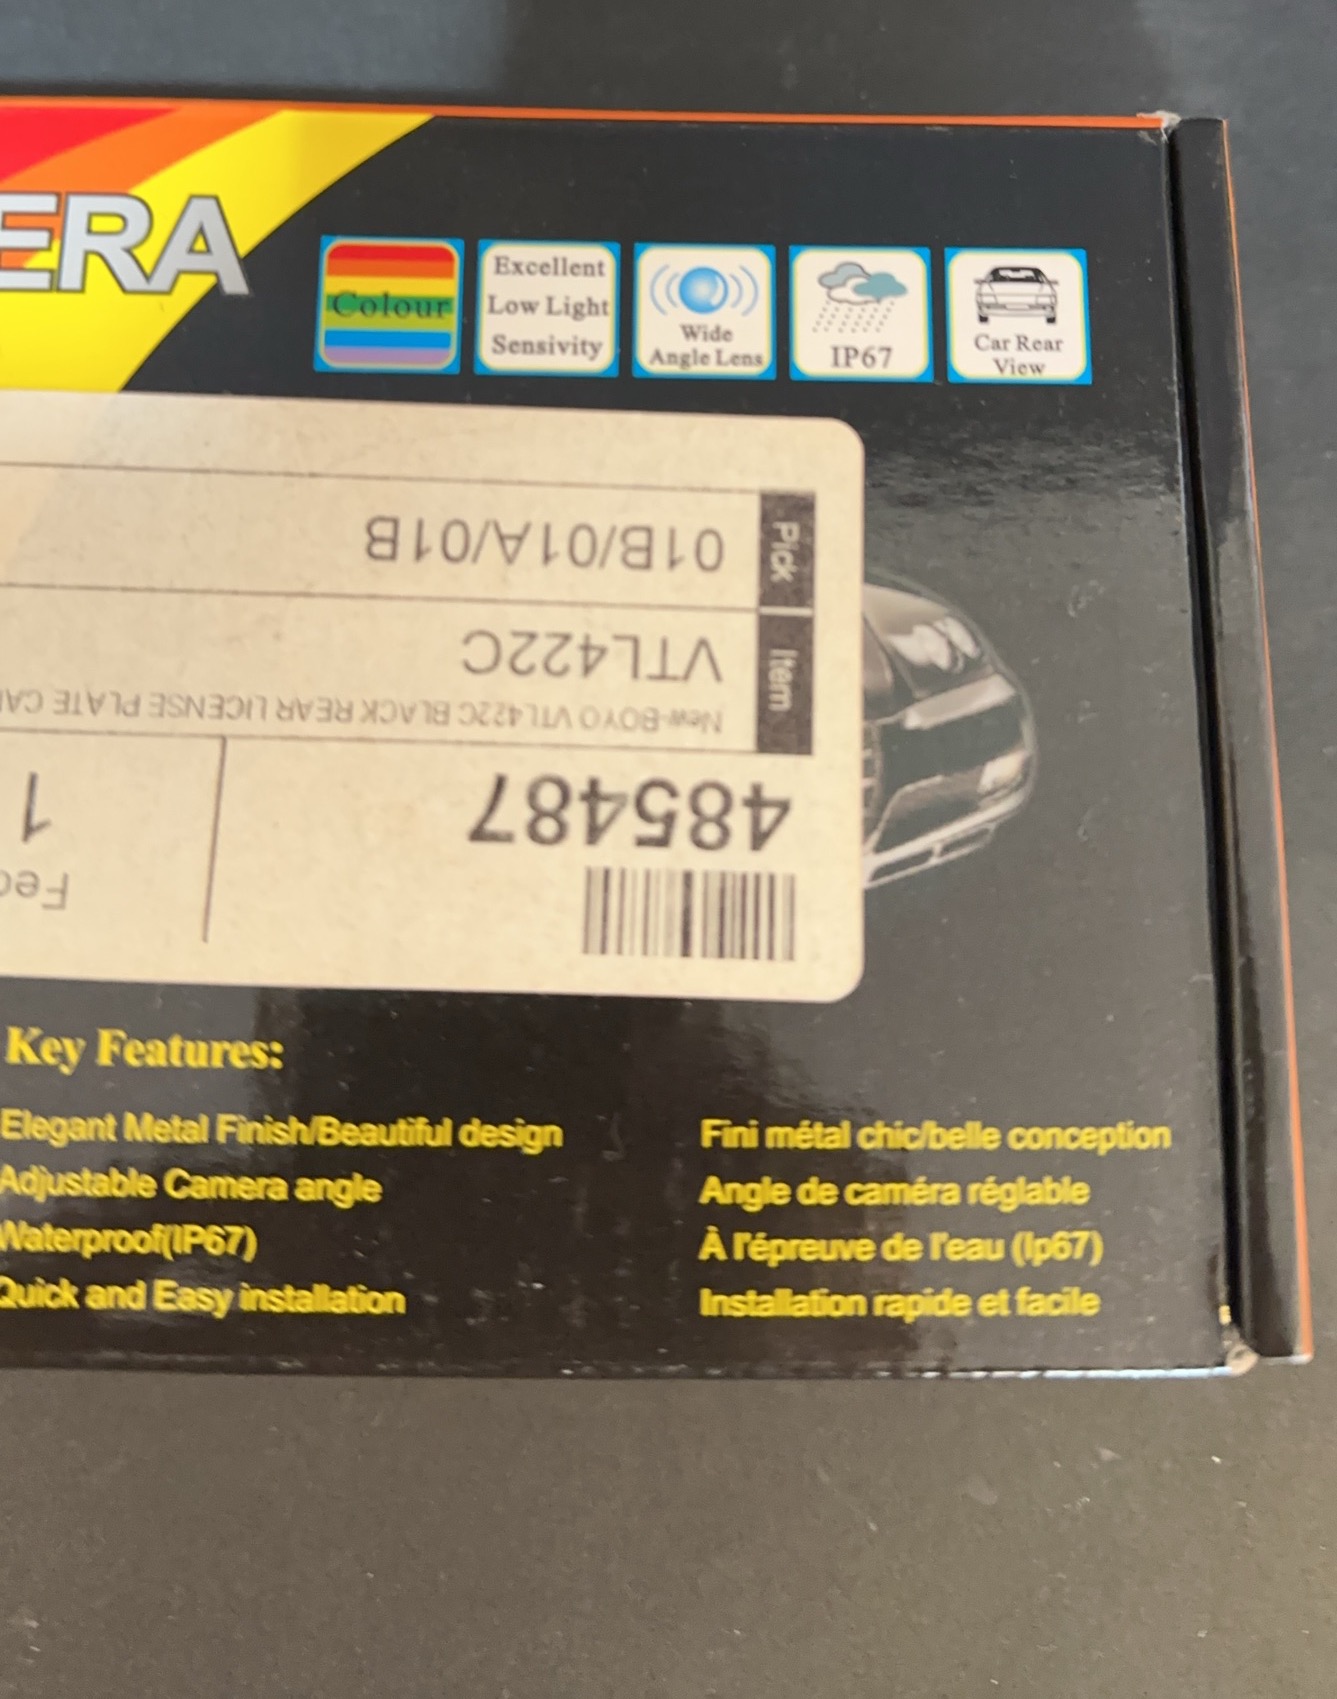 ERA
Colour
Excellent
Low Light
Sensivity
Wide
Angle Lens
IP67
Car Rear
View
Fed
1
485487
Item
VTL422C
New-BOYO VTL422C BLACK REAR LICENSE PLATE CA
Pick
01B/01A/01B
Key Features:
Elegant Metal Finish/Beautiful design
Adjustable Camera angle
Waterproof(IP67)
Quick and Easy installation
Fini métal chic/belle conception
Angle de caméra réglable
À l'épreuve de l'eau (Ip67)
Installation rapide et facile